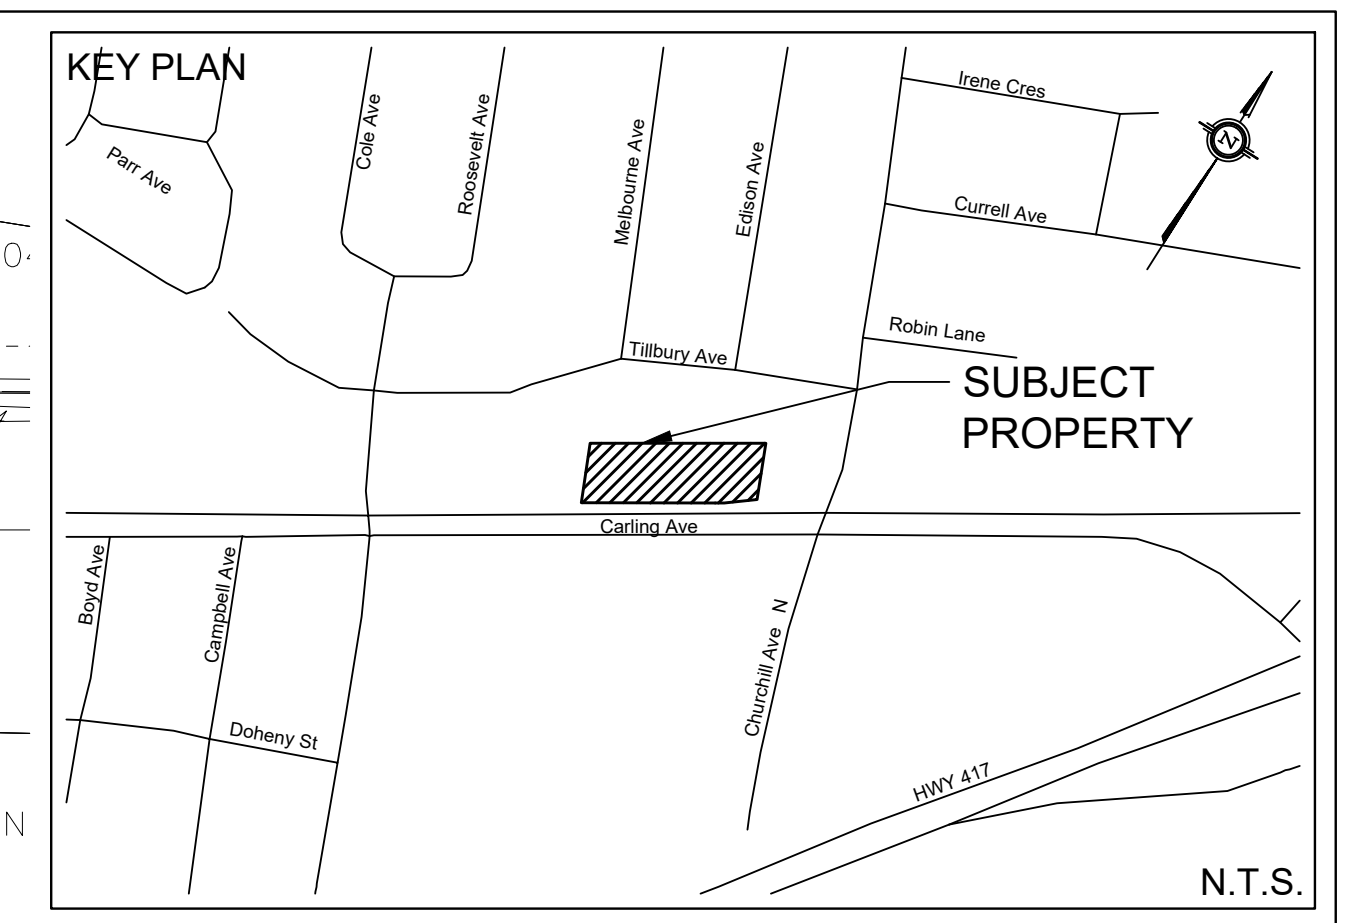 KEY PLAN
Irene Cres
Cole Ave
Roosevelt Ave
Melbourne Ave
Edison Ave
N
Parr Ave
Currell Ave
Robin Lane
Tillbury Ave
SUBJECT
PROPERTY
Carling Ave
Boyd Ave
Campbell Ave
Churchill Ave N
Doheny St
HWY 417
N
N.T.S.